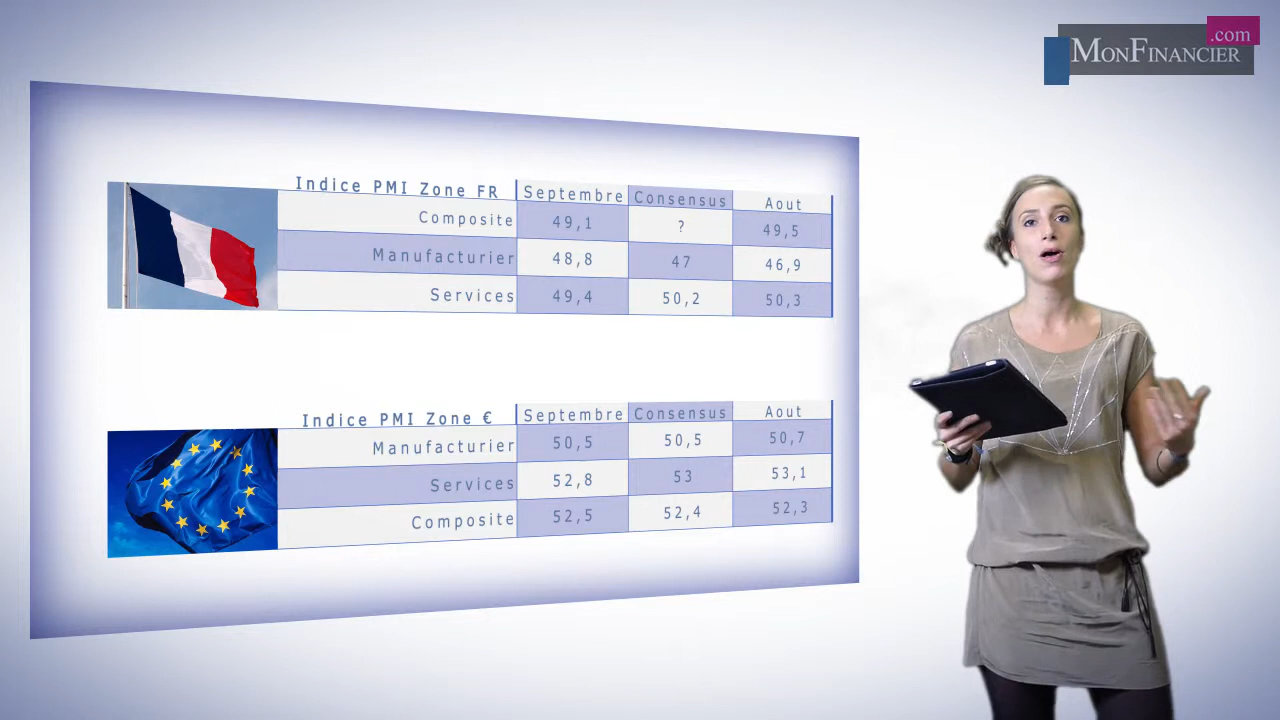 MonFinancier .com
Indice PMI Zone FR Septembre Consensus Aout
Composite 49,1 ? 49,5
Manufacturier 48,8 47 46,9
Services 49,4 50,2 50,3
Indice PMI Zone € Septembre Consensus Aout
Manufacturier 50,5 50,5 50,7
Services 52,8 53 53,1
Composite 52,5 52,4 52,3